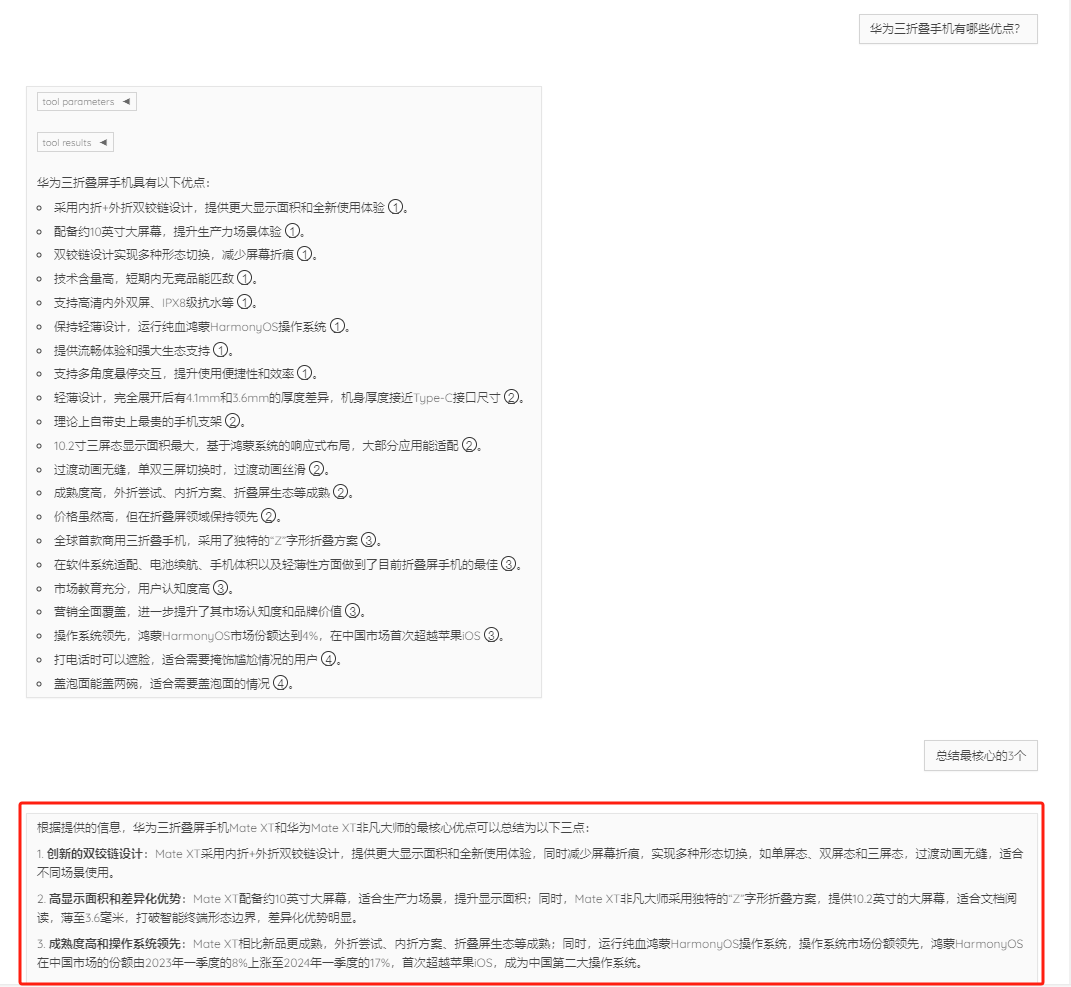 华为三折叠手机有哪些优点?
tool parameters ◀
tool results ◀
华为三折叠屏手机具有以下优点:
采用内折+外折双铰链设计，提供更大显示面积和全新使用体验 ①。
配备约10英寸大屏幕，提升生产力场景体验 ①。
双铰链设计实现多种形态切换，减少屏幕折痕 ①。
技术含量高，短期内无竞品能匹敌 ①。
支持高清内外双屏、IPX8级抗水等 ①。
保持轻薄设计，运行纯血鸿蒙HarmonyOS操作系统 ①。
提供流畅体验和强大生态支持 ①。
支持多角度悬停交互，提升使用便捷性和效率 ①。
轻薄设计，完全展开后有4.1mm和3.6mm的厚度差异，机身厚度接近Type-C接口尺寸 ②。
理论上自带史上最贵的手机支架 ②。
10.2寸三屏态显示面积最大，基于鸿蒙系统的响应式布局，大部分应用能适配 ②。
过渡动画无缝，单双三屏切换时，过渡动画丝滑 ②。
成熟度高，外折尝试、内折方案、折叠屏生态等成熟 ②。
价格虽然高，但在折叠屏领域保持领先 ②。
全球首款商用三折叠手机，采用了独特的“Z”字形折叠方案 ③。
在软件系统适配、电池续航、手机体积以及轻薄性方面做到了目前折叠屏手机的最佳 ③。
市场教育充分，用户认知度高 ③。
营销全面覆盖，进一步提升了其市场认知度和品牌价值 ③。
操作系统领先，鸿蒙HarmonyOS市场份额达到4%，在中国市场首次超越苹果iOS ③。
打电话时可以遮脸，适合需要掩饰尴尬情况的用户 ④。
盖泡面能盖两碗，适合需要盖泡面的情况 ④。
总结最核心的3个
根据提供的信息，华为三折叠屏手机Mate XT和华为Mate XT非凡大师的最核心优点可以总结为以下三点:
1. 创新的双铰链设计：Mate XT采用内折+外折双铰链设计，提供更大显示面积和全新使用体验，同时减少屏幕折痕，实现多种形态切换，如单屏态、双屏态和三屏态，过渡动画无缝，适合
不同场景使用。
2. 高显示面积和差异化优势：Mate XT配备约10英寸大屏幕，适合生产力场景，提升显示面积；同时，Mate XT非凡大师采用独特的“Z”字形折叠方案，提供10.2英寸的大屏幕，适合文档阅
读，薄至3.6毫米，打破智能终端形态边界，差异化优势明显。
3. 成熟度高和操作系统领先：Mate XT相比新品更成熟，外折尝试、内折方案、折叠屏生态等成熟；同时，运行纯血鸿蒙HarmonyOS操作系统，操作系统市场份额领先，鸿蒙HarmonyOS
在中国市场的份额由2023年一季度的8%上涨至2024年一季度的17%，首次超越苹果iOS，成为中国第二大操作系统。